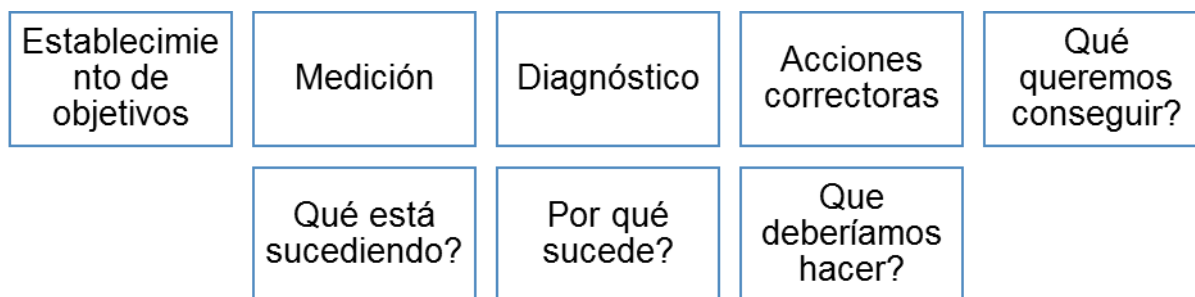 Establecimie
nto de
objetivos
Medición
Diagnóstico
Acciones
correctoras
Qué
queremos
conseguir?
Qué está
sucediendo?
Por qué
sucede?
Que
deberíamos
hacer?